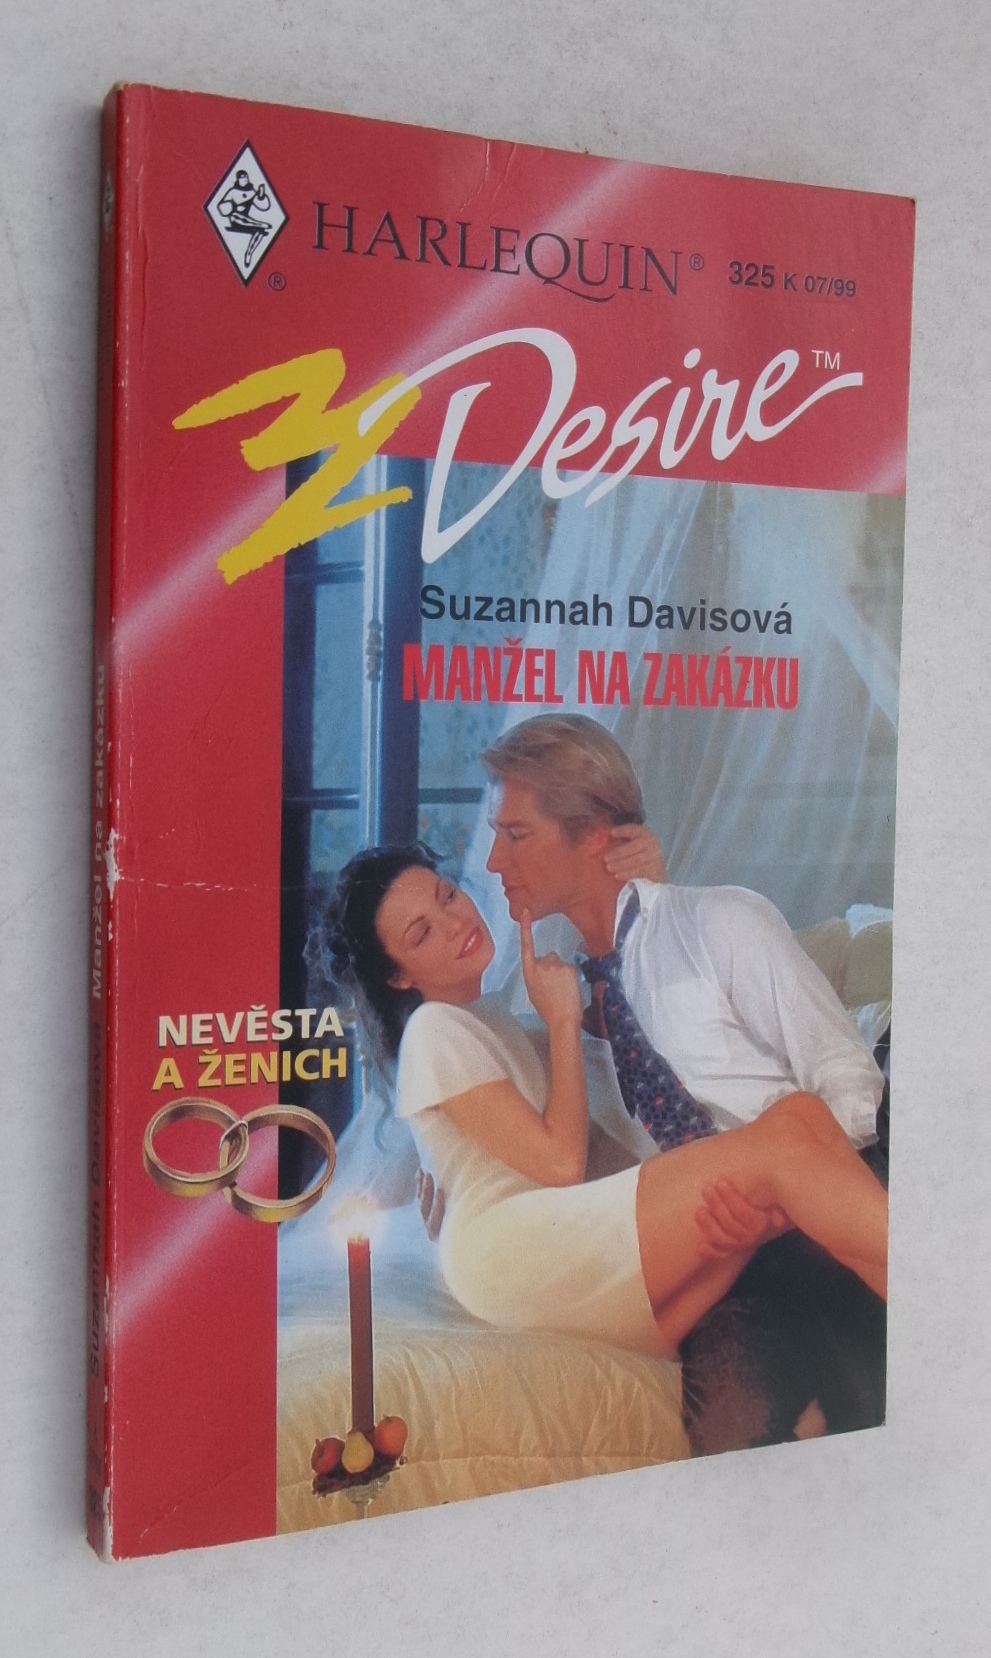 HARLEQUIN® 325 K 07/99
®
Desire™
Suzannah Davisová
MANŽEL NA ZAKÁZKU
NEVĚSTA
A ŽENICH
Suzannah Davisová Manžel na zakázku